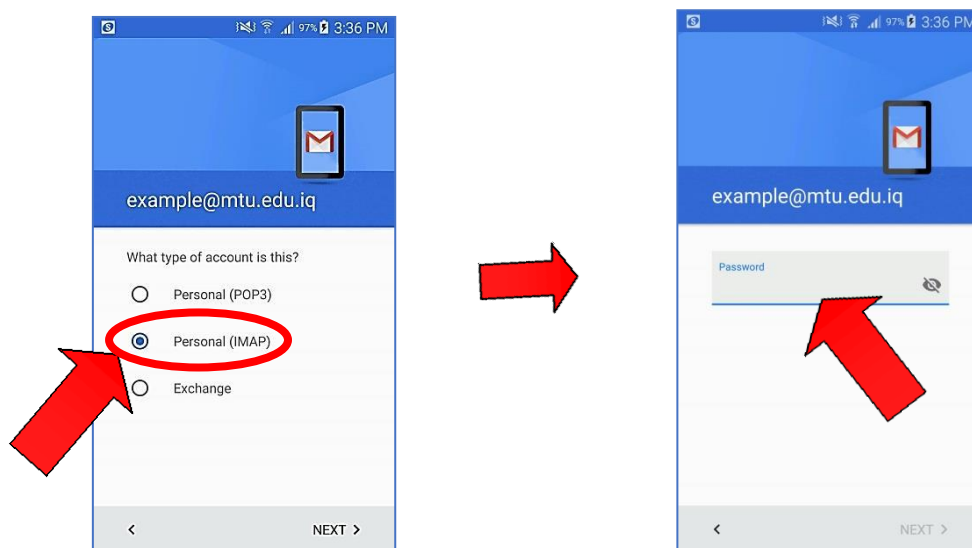 97% 3:36 PM
example@mtu.edu.iq
What type of account is this?
Personal (POP3)
Personal (IMAP)
Exchange
< NEXT >
97% 3:36 PM
example@mtu.edu.iq
Password
< NEXT >